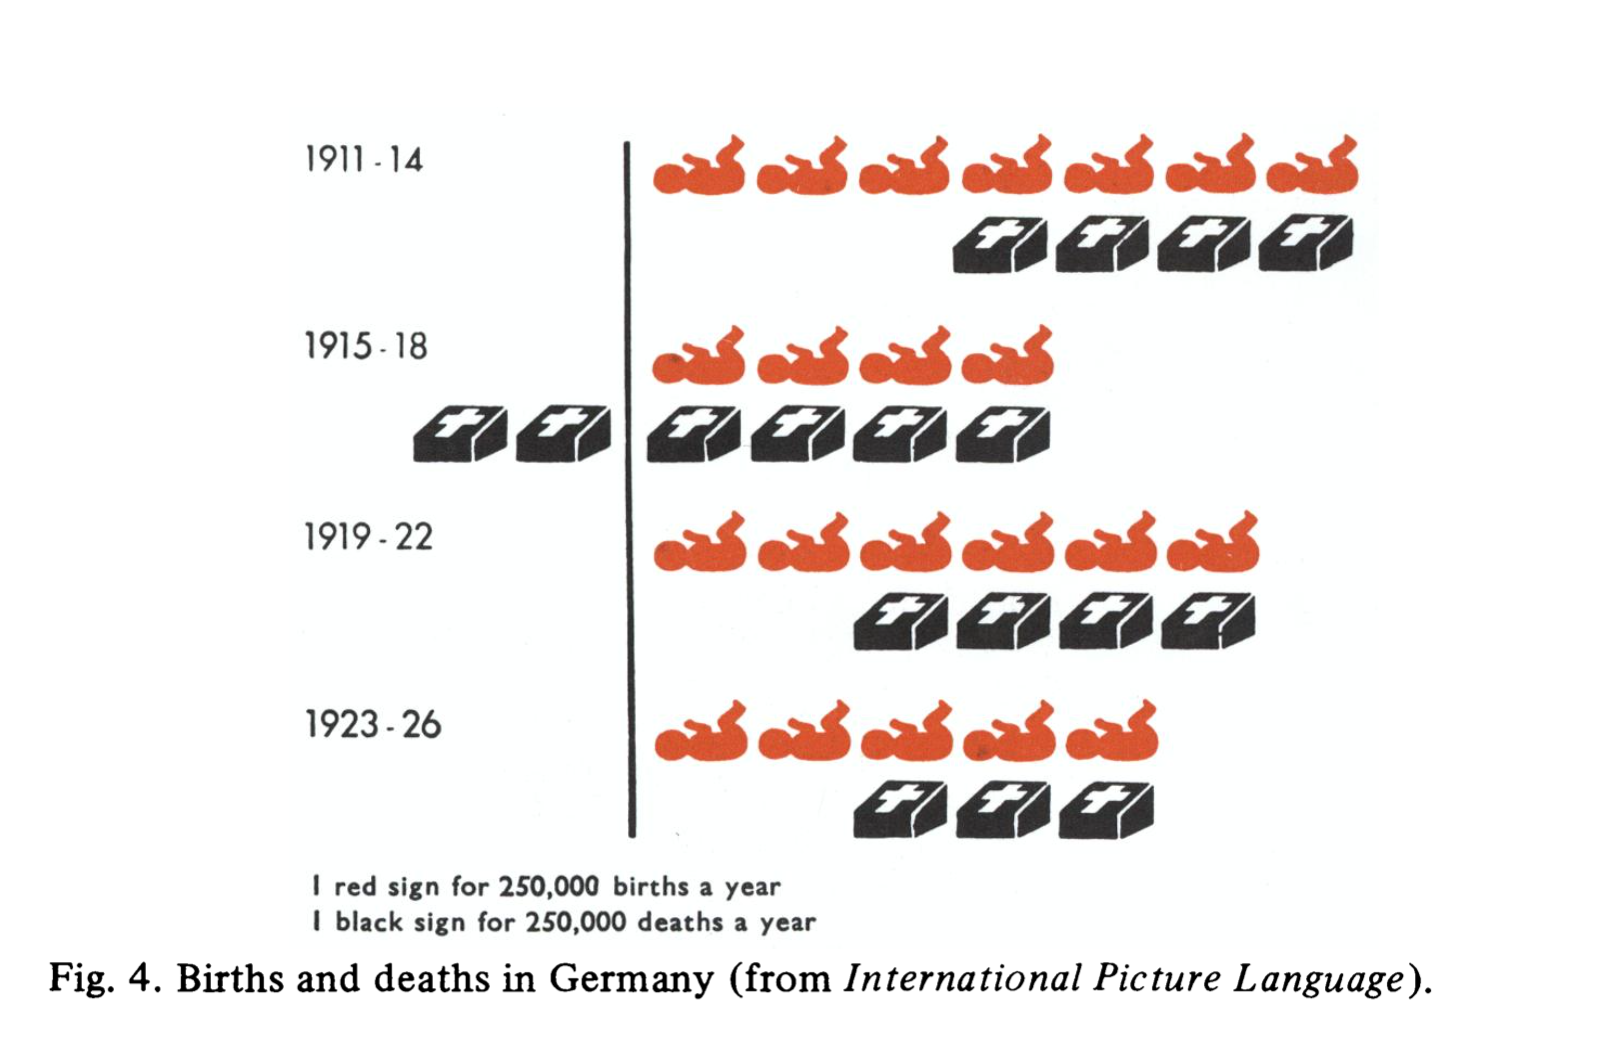 1911 - 14
1915 - 18
1919 - 22
1923 - 26
1 red sign for 250,000 births a year
1 black sign for 250,000 deaths a year
Fig. 4. Births and deaths in Germany (from International Picture Language).